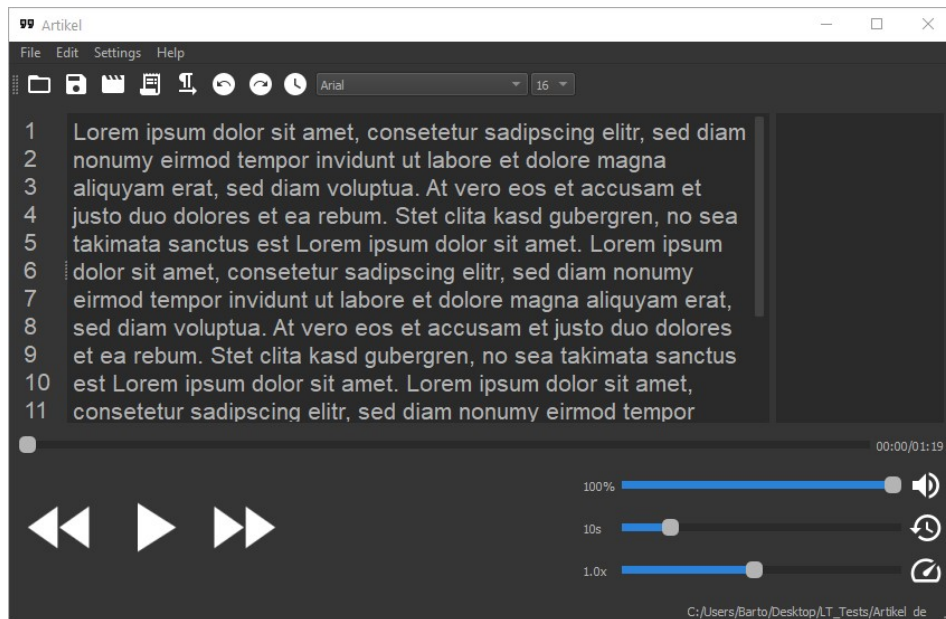 Artikel
File Edit Settings Help
Arial 16
1 Lorem ipsum dolor sit amet, consetetur sadipscing elitr, sed diam
2 nonumy eirmod tempor invidunt ut labore et dolore magna
3 aliquyam erat, sed diam voluptua. At vero eos et accusam et
4 justo duo dolores et ea rebum. Stet clita kasd gubergren, no sea
5 takimata sanctus est Lorem ipsum dolor sit amet. Lorem ipsum
6 dolor sit amet, consetetur sadipscing elitr, sed diam nonumy
7 eirmod tempor invidunt ut labore et dolore magna aliquyam erat,
8 sed diam voluptua. At vero eos et accusam et justo duo dolores
9 et ea rebum. Stet clita kasd gubergren, no sea takimata sanctus
10 est Lorem ipsum dolor sit amet. Lorem ipsum dolor sit amet,
11 consetetur sadipscing elitr, sed diam nonumy eirmod tempor
00:00/01:19
100%
10s
1.0x
C:/Users/Barto/Desktop/LT_Tests/Artikel_de